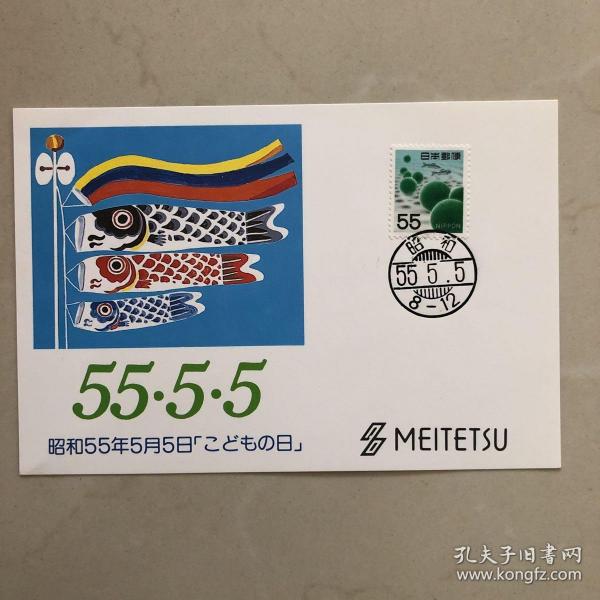 日本郵便
55
NIPPON
昭和
55.5.5
8-12
55・5・5
昭和55年5月5日「こどもの日」
MEITETSU
孔夫子旧书网
www.kongfz.com